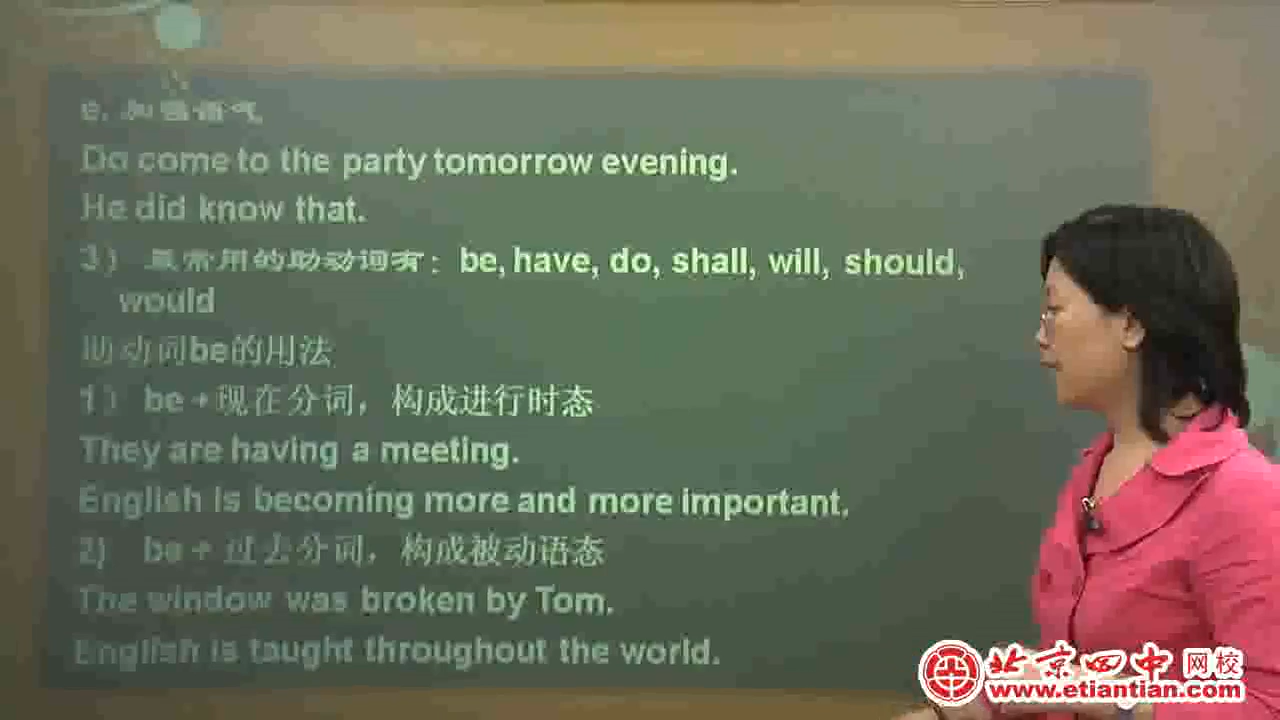 e. 加强语气
Do come to the party tomorrow evening.
He did know that.
3） 最常用的助动词有：be, have, do, shall, will, should,
would
助动词be的用法
1） be +现在分词，构成进行时态
They are having a meeting.
English is becoming more and more important.
2) be + 过去分词，构成被动语态
The window was broken by Tom.
English is taught throughout the world.
北京四中网校
www.etiantian.com